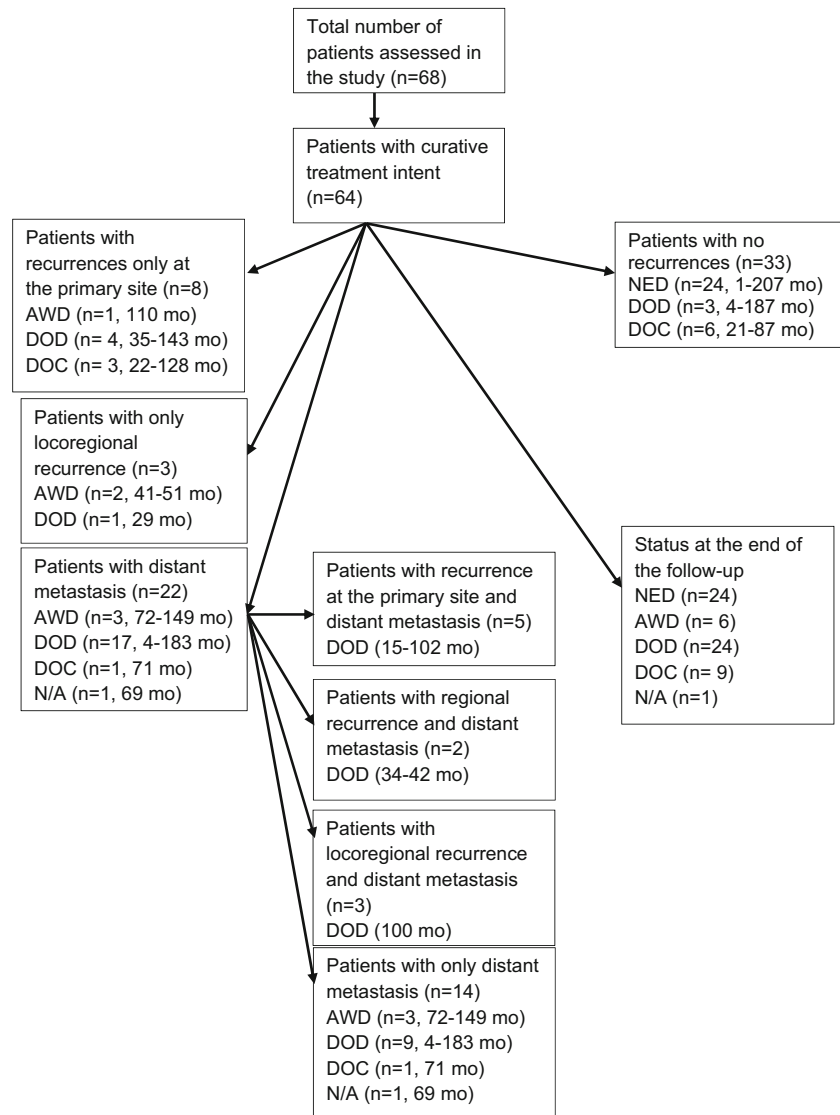 Total number of
patients assessed in
the study (n=68)
Patients with curative
treatment intent
(n=64)
Patients with
recurrences only at
the primary site (n=8)
AWD (n=1, 110 mo)
DOD (n= 4, 35-143 mo)
DOC (n= 3, 22-128 mo)
Patients with no
recurrences (n=33)
NED (n=24, 1-207 mo)
DOD (n=3, 4-187 mo)
DOC (n=6, 21-87 mo)
Patients with only
locoregional
recurrence (n=3)
AWD (n=2, 41-51 mo)
DOD (n=1, 29 mo)
Patients with distant
metastasis (n=22)
AWD (n=3, 72-149 mo)
DOD (n=17, 4-183 mo)
DOC (n=1, 71 mo)
N/A (n=1, 69 mo)
Patients with recurrence
at the primary site and
distant metastasis (n=5)
DOD (15-102 mo)
Status at the end of
the follow-up
NED (n=24)
AWD (n= 6)
DOD (n=24)
DOC (n= 9)
N/A (n=1)
Patients with regional
recurrence and distant
metastasis (n=2)
DOD (34-42 mo)
Patients with
locoregional recurrence
and distant metastasis
(n=3)
DOD (100 mo)
Patients with only distant
metastasis (n=14)
AWD (n=3, 72-149 mo)
DOD (n=9, 4-183 mo)
DOC (n=1, 71 mo)
N/A (n=1, 69 mo)